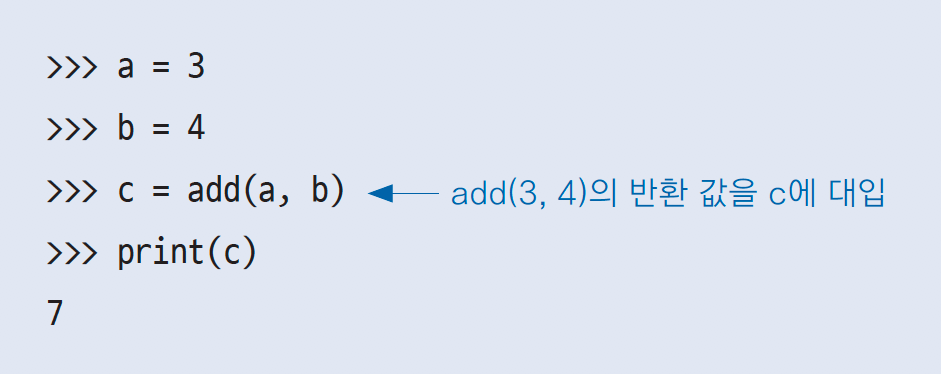 >>> a = 3
>>> b = 4
>>> c = add(a, b) add(3, 4)의 반환 값을 c에 대입
>>> print(c)
7